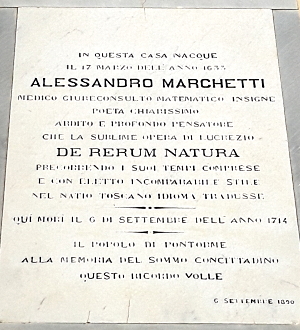 IN QUESTA CASA NACQUE
IL 17 MARZO DELL'ANNO 1633
ALESSANDRO MARCHETTI
MEDICO GIURECONSULTO MATEMATICO INSIGNE
POETA CHIARISSIMO
ARDITO E PROFONDO PENSATORE
CHE LA SUBLIME OPERA DI LUCREZIO
DE RERUM NATURA
PRECORRENDO I SUOI TEMPI COMPRESE
E CON ELETTO INCOMPARABILE STILE
NEL NATIO TOSCANO IDIOMA TRADUSSE
QUÌ MORÌ IL 6 DI SETTEMBRE DELL'ANNO 1714
IL POPOLO DI PONTORME
ALLA MEMORIA DEL SOMMO CONCITTADINO
QUESTO RICORDO VOLLE
6 SETTEMBRE 1890